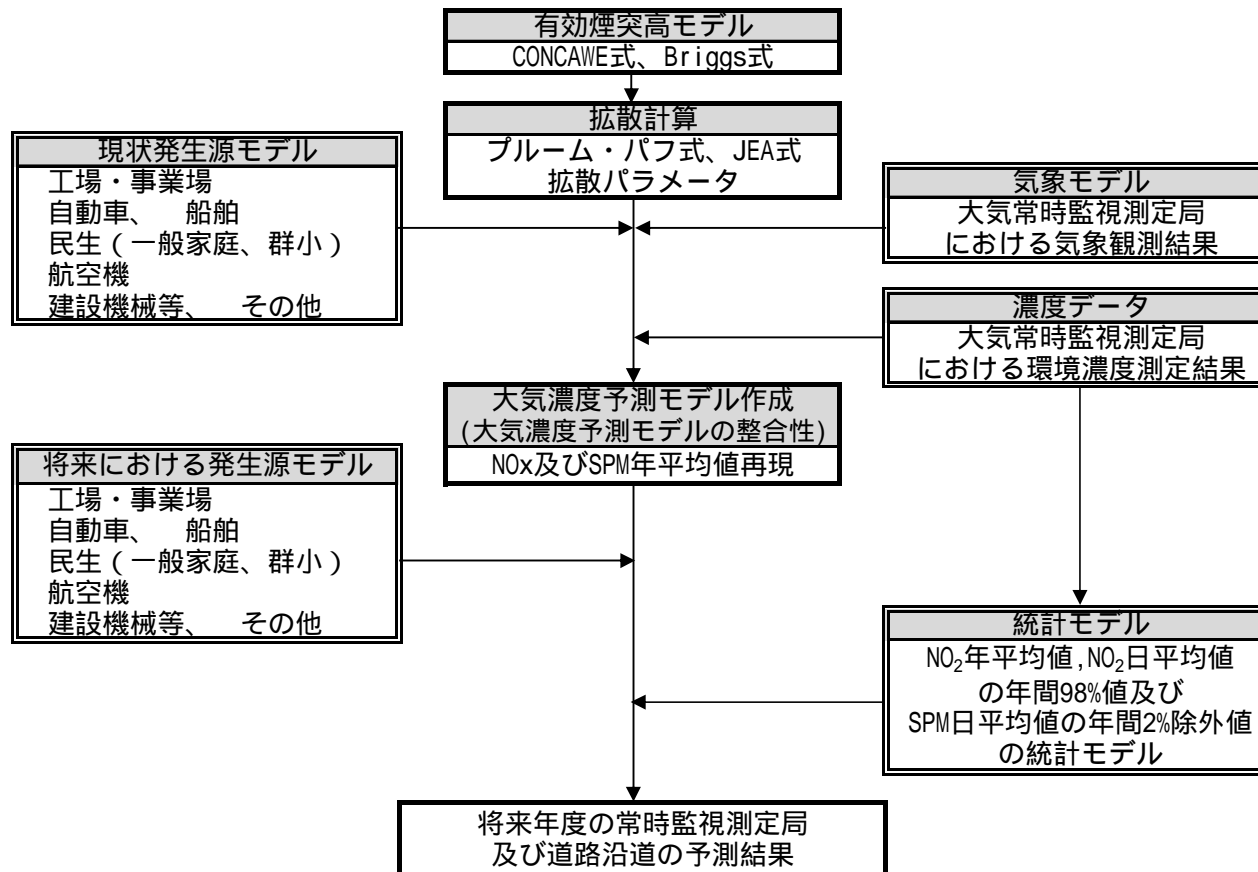 有効煙突高モデル
CONCAWE式、Briggs式
拡散計算
プルーム・パフ式、JEA式
拡散パラメータ
現状発生源モデル
工場・事業場
自動車、 船舶
民生(一般家庭、群小)
航空機
建設機械等、 その他
気象モデル
大気常時監視測定局
における気象観測結果
濃度データ
大気常時監視測定局
における環境濃度測定結果
大気濃度予測モデル作成
(大気濃度予測モデルの整合性)
NOx及びSPM年平均値再現
将来における発生源モデル
工場・事業場
自動車、 船舶
民生(一般家庭、群小)
航空機
建設機械等、 その他
統計モデル
NO₂年平均値,NO₂日平均値
の年間98%値及び
SPM日平均値の年間2%除外値
の統計モデル
将来年度の常時監視測定局
及び道路沿道の予測結果